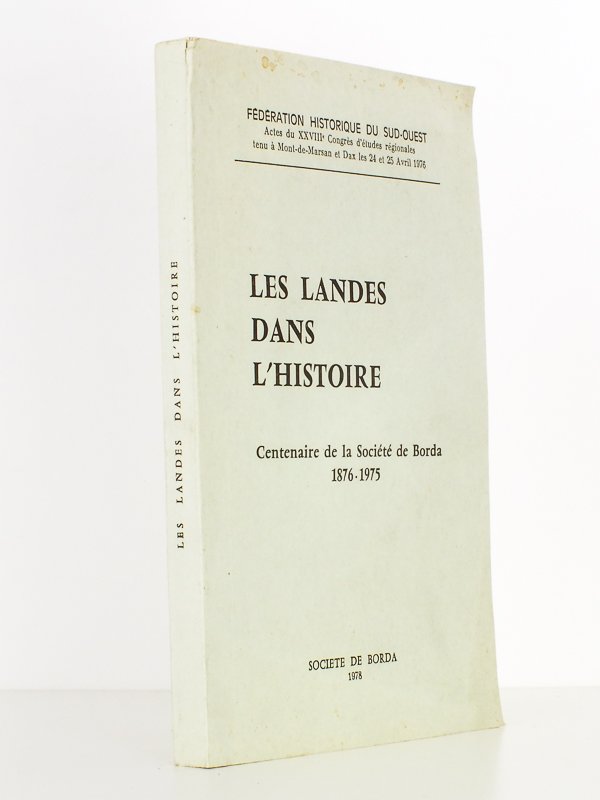 FÉDÉRATION HISTORIQUE DU SUD-OUEST
Actes du XXVIIIe Congrès d'études régionales
tenu à Mont-de-Marsan et Dax les 24 et 25 Avril 1976
LES LANDES
DANS
L'HISTOIRE
Centenaire de la Société de Borda
1876-1975
SOCIETE DE BORDA
1978
LES LANDES DANS L'HISTOIRE